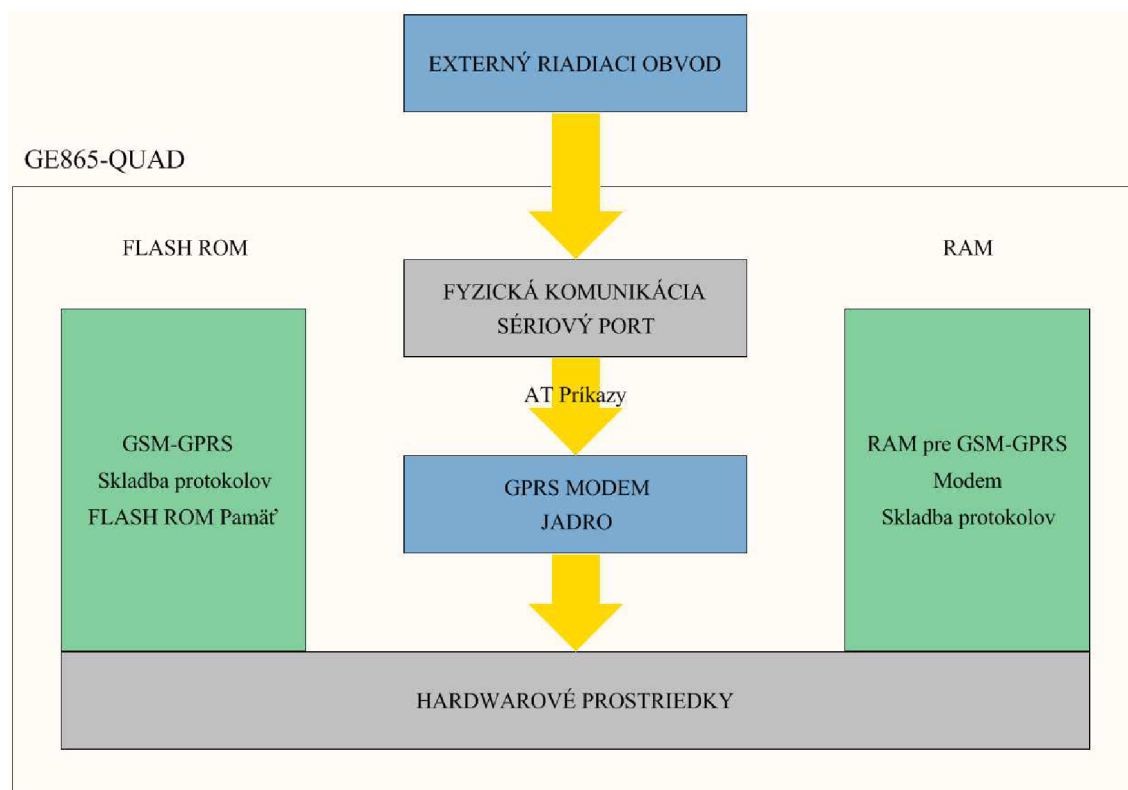 EXTERNÝ RIADIACI OBVOD
GE865-QUAD
FLASH ROM
RAM
FYZICKÁ KOMUNIKÁCIA
SÉRIOVÝ PORT
AT Príkazy
GSM-GPRS
Skladba protokolov
FLASH ROM Pamäť
GPRS MODEM
JADRO
RAM pre GSM-GPRS
Modem
Skladba protokolov
HARDWAROVÉ PROSTRIEDKY